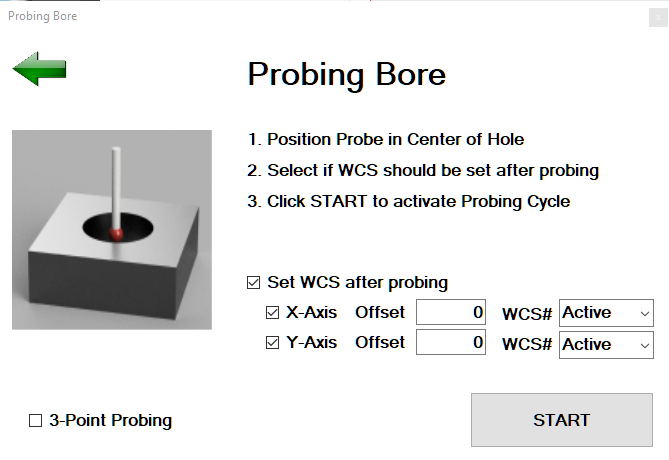 Probing Bore
Probing Bore
1. Position Probe in Center of Hole
2. Select if WCS should be set after probing
3. Click START to activate Probing Cycle
Set WCS after probing
X-Axis Offset 0 WCS# Active
Y-Axis Offset 0 WCS# Active
3-Point Probing
START